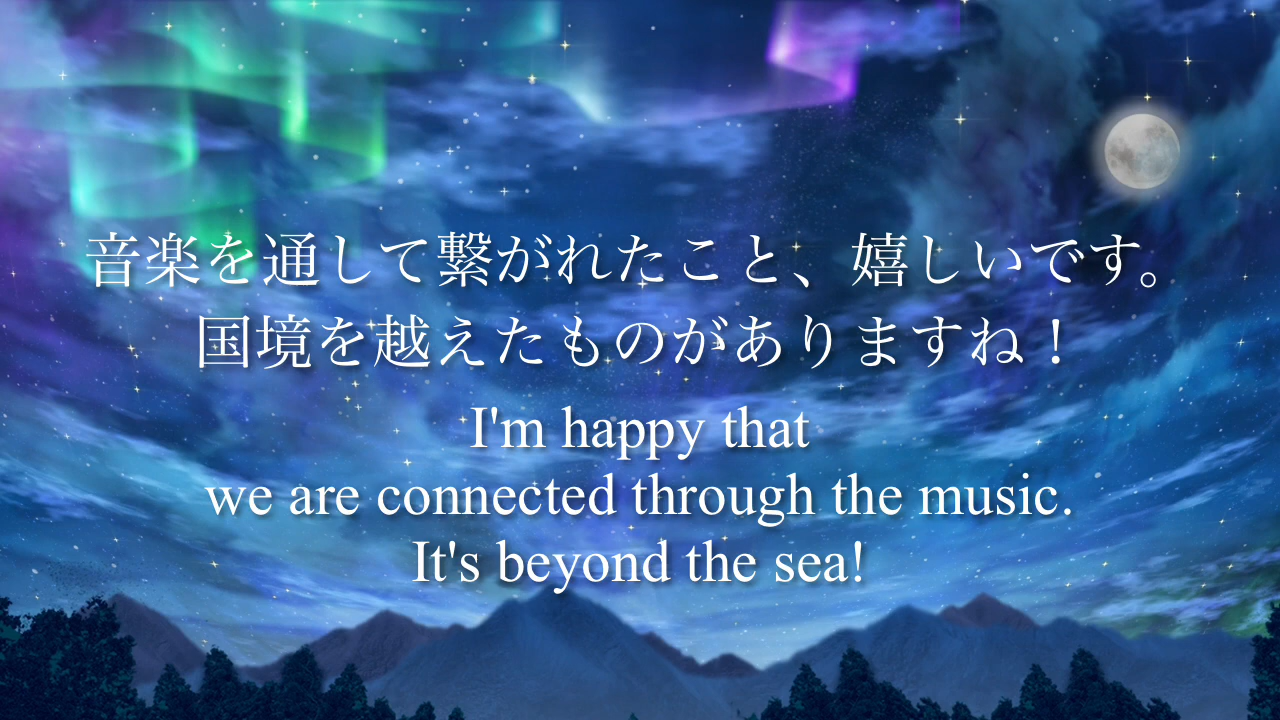 音楽を通して繋がれたこと、嬉しいです。
国境を越えたものがありますね！
I'm happy that
we are connected through the music.
It's beyond the sea!